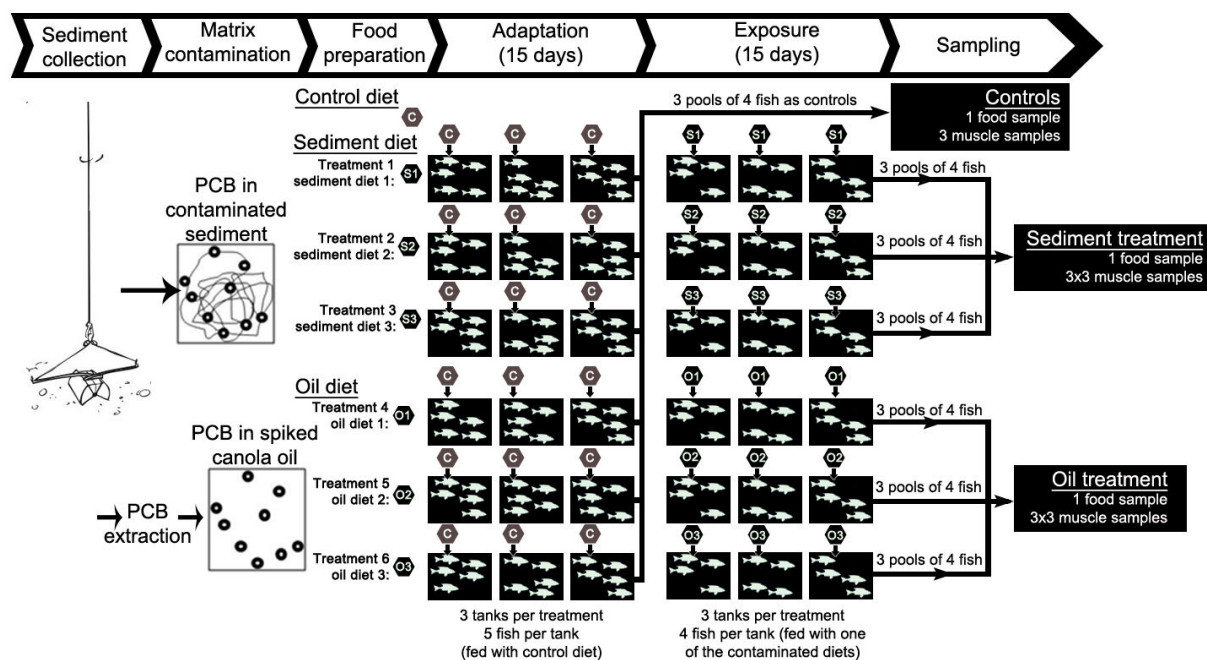 Sediment
collection
Matrix
contamination
Food
preparation
Adaptation
(15 days)
Exposure
(15 days)
Sampling
Control diet
C
3 pools of 4 fish as controls
Controls
1 food sample
3 muscle samples
Sediment diet
C C C
S1 S1 S1
Treatment 1
sediment diet 1: S1
3 pools of 4 fish
PCB in
contaminated
sediment
C C C
S2 S2 S2
Treatment 2
sediment diet 2: S2
3 pools of 4 fish
Sediment treatment
1 food sample
3x3 muscle samples
C C C
S3 S3 S3
Treatment 3
sediment diet 3: S3
3 pools of 4 fish
Oil diet
C C C
O1 O1 O1
Treatment 4
oil diet 1: O1
3 pools of 4 fish
PCB in spiked
canola oil
C C C
O2 O2 O2
Treatment 5
oil diet 2: O2
3 pools of 4 fish
Oil treatment
1 food sample
3x3 muscle samples
PCB
extraction
C C C
O3 O3 O3
Treatment 6
oil diet 3: O3
3 pools of 4 fish
3 tanks per treatment
5 fish per tank
(fed with control diet)
3 tanks per treatment
4 fish per tank (fed with one
of the contaminated diets)